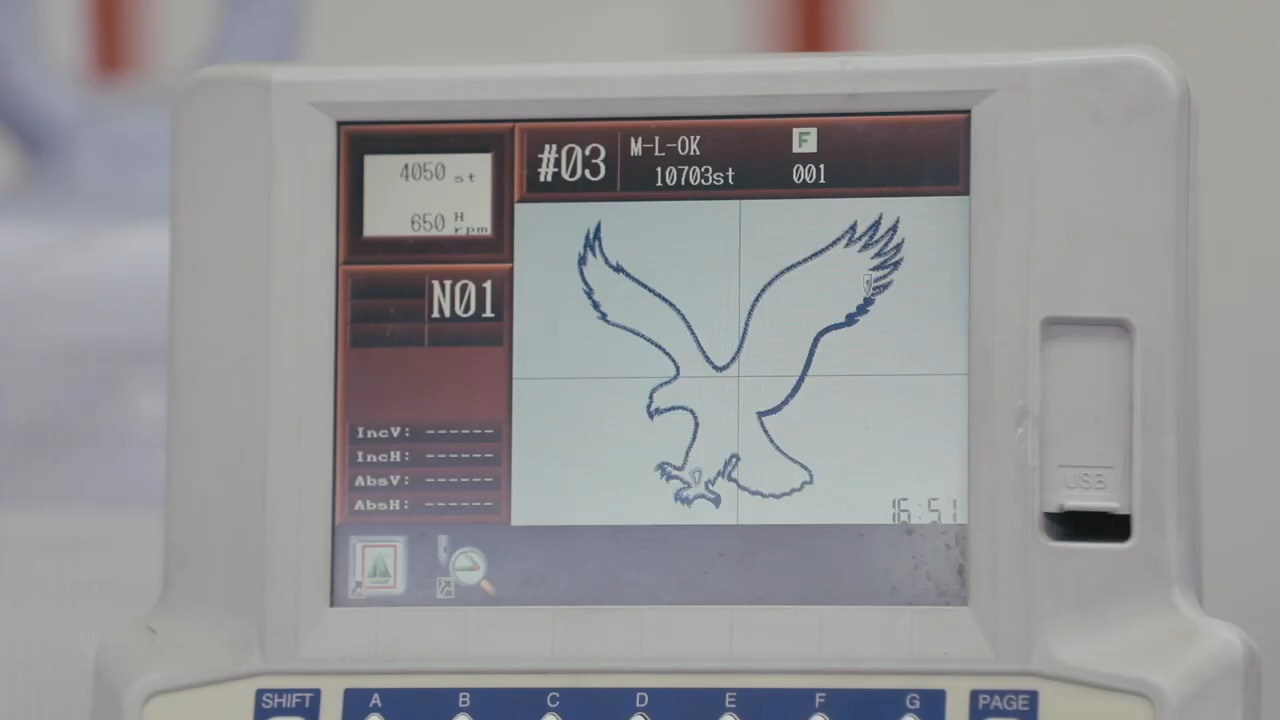 4050 st
650 H rpm
#03
M-L-OK
10703st
F
001
N01
IncV: ------
IncH: ------
AbsV: ------
AbsH: ------
16:51
USB
SHIFT
A B C D E F G
PAGE